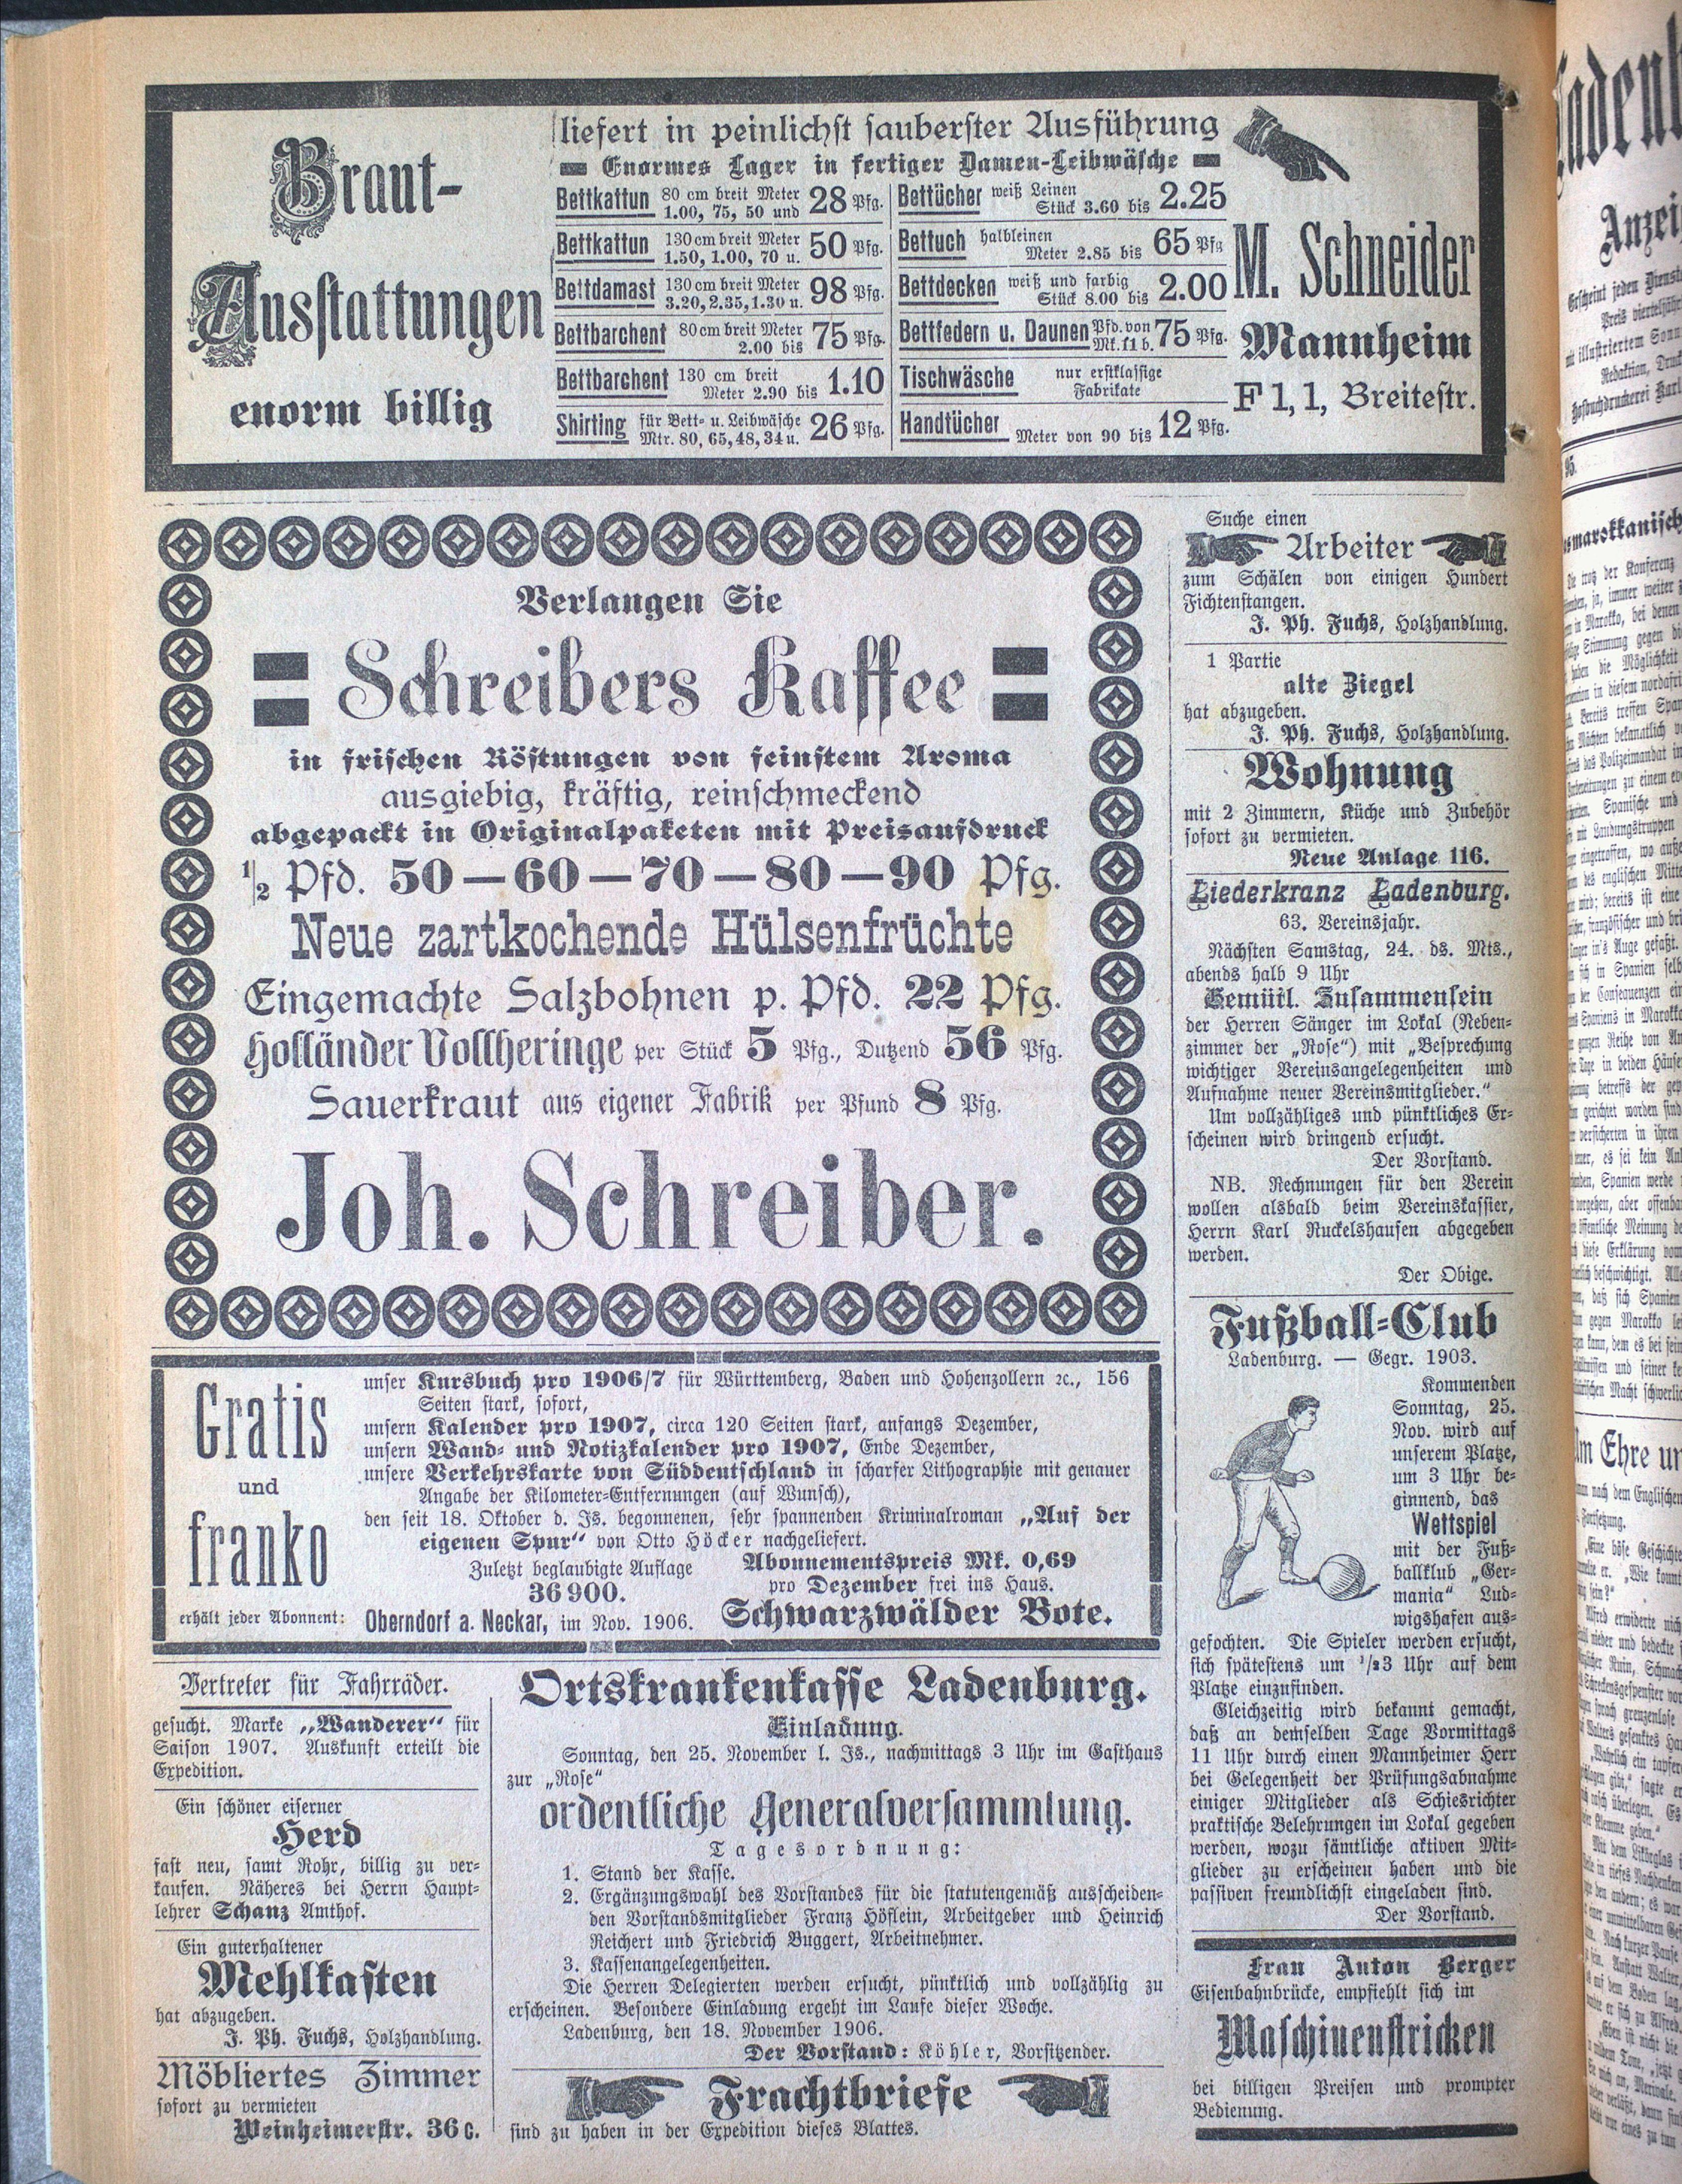 Braut-
Ausstattungen
enorm billig
liefert in peinlichst sauberster Ausführung
Enormes Lager in fertiger Damen-Leibwäsche
Bettkattun 80 cm breit Meter 1.00, 75, 50 und 28 Pfg.
Bettkattun 130 cm breit Meter 1.50, 1.00, 70 u. 50 Pfg.
Bettdamast 130 cm breit Meter 3.20, 2.35, 1.30 u. 98 Pfg.
Bettbarchent 80 cm breit Meter 2.00 bis 75 Pfg.
Bettbarchent 130 cm breit Meter 2.90 bis 1.10
Shirting für Bett- u. Leibwäsche Mtr. 80, 65, 48, 34 u. 26 Pfg.
Bettücher weiß Leinen Stück 3.60 bis 2.25
Bettuch halbleinen Meter 2.85 bis 65 Pfg
Bettdecken weiß und farbig Stück 8.00 bis 2.00
Bettfedern u. Daunen Pfd. von Mk. 11 b. 75 Pfg.
Tischwäsche nur erstklassige Fabrikate
Handtücher Meter von 90 bis 12 Pfg.
M. Schneider
Mannheim
F 1, 1, Breitestr.
Verlangen Sie
Schreibers Kaffee
in frischen Röstungen von feinstem Aroma
ausgiebig, kräftig, reinschmeckend
abgepackt in Originalpaketen mit Preisaufdruck
1/2 Pfd. 50—60—70—80—90 Pfg.
Neue zartkochende Hülsenfrüchte
Eingemachte Salzbohnen p. Pfd. 22 Pfg.
Holländer Vollheringe per Stück 5 Pfg., Dutzend 56 Pfg.
Sauerkraut aus eigener Fabrik per Pfund 8 Pfg.
Joh. Schreiber.
Gratis
und
franko
erhält jeder Abonnent:
unser Kursbuch pro 1906/7 für Württemberg, Baden und Hohenzollern ꝛc., 156
Seiten stark, sofort,
unsern Kalender pro 1907, circa 120 Seiten stark, anfangs Dezember,
unsern Wand- und Notizkalender pro 1907, Ende Dezember,
unsere Verkehrskarte von Süddeutschland in scharfer Lithographie mit genauer
Angabe der Kilometer-Entfernungen (auf Wunsch),
den seit 18. Oktober d. Js. begonnenen, sehr spannenden Kriminalroman „Auf der
eigenen Spur“ von Otto Höcker nachgeliefert.
Zuletzt beglaubigte Auflage
36 900.
Oberndorf a. Neckar, im Nov. 1906.
Abonnementspreis Mk. 0,69
pro Dezember frei ins Haus.
Schwarzwälder Bote.
Vertreter für Fahrräder.
gesucht. Marke „Wanderer“ für
Saison 1907. Auskunft erteilt die
Expedition.
Ein schöner eiserner
Herd
fast neu, samt Rohr, billig zu ver-
kaufen. Näheres bei Herrn Haupt-
lehrer Schanz Amthof.
Ein guterhaltener
Mehlkasten
hat abzugeben.
J. Ph. Fuchs, Holzhandlung.
Möbliertes Zimmer
sofort zu vermieten
Weinheimerstr. 36 c.
Ortskrankenkasse Ladenburg.
Einladung.
Sonntag, den 25. November l. Js., nachmittags 3 Uhr im Gasthaus
zur „Rose“
ordentliche Generalversammlung.
Tagesordnung:
1. Stand der Kasse.
2. Ergänzungswahl des Vorstandes für die statutengemäß ausscheiden-
den Vorstandsmitglieder Franz Höflein, Arbeitgeber und Heinrich
Reichert und Friedrich Buggert, Arbeitnehmer.
3. Kassenangelegenheiten.
Die Herren Delegierten werden ersucht, pünktlich und vollzählig zu
erscheinen. Besondere Einladung ergeht im Laufe dieser Woche.
Ladenburg, den 18. November 1906.
Der Vorstand: Köhler, Vorsitzender.
Frachtbriefe
sind zu haben in der Expedition dieses Blattes.
Suche einen
Arbeiter
zum Schälen von einigen Hundert
Fichtenstangen.
J. Ph. Fuchs, Holzhandlung.
1 Partie
alte Ziegel
hat abzugeben.
J. Ph. Fuchs, Holzhandlung.
Wohnung
mit 2 Zimmern, Küche und Zubehör
sofort zu vermieten.
Neue Anlage 116.
Liederkranz Ladenburg.
63. Vereinsjahr.
Nächsten Samstag, 24. ds. Mts.,
abends halb 9 Uhr
Gemütl. Zusammensein
der Herren Sänger im Lokal (Neben-
zimmer der „Rose“) mit „Besprechung
wichtiger Vereinsangelegenheiten und
Aufnahme neuer Vereinsmitglieder.“
Um vollzähliges und pünktliches Er-
scheinen wird dringend ersucht.
Der Vorstand.
NB. Rechnungen für den Verein
wollen alsbald beim Vereinskassier,
Herrn Karl Ruckelshausen abgegeben
werden.
Der Obige.
Fußball-Club
Ladenburg. — Gegr. 1903.
Kommenden
Sonntag, 25.
Nov. wird auf
unserem Platze,
um 3 Uhr be-
ginnend, das
Wettspiel
mit der Fuß-
ballklub „Ger-
mania“ Lud-
wigshafen aus-
gefochten. Die Spieler werden ersucht,
sich spätestens um 1/23 Uhr auf dem
Platze einzufinden.
Gleichzeitig wird bekannt gemacht,
daß an demselben Tage Vormittags
11 Uhr durch einen Mannheimer Herr
bei Gelegenheit der Prüfungsabnahme
einiger Mitglieder als Schiesrichter
praktische Belehrungen im Lokal gegeben
werden, wozu sämtliche aktiven Mit-
glieder zu erscheinen haben und die
passiven freundlichst eingeladen sind.
Der Vorstand.
Frau Anton Berger
Eisenbahnbrücke, empfiehlt sich im
Maschinenstricken
bei billigen Preisen und prompter
Bedienung.